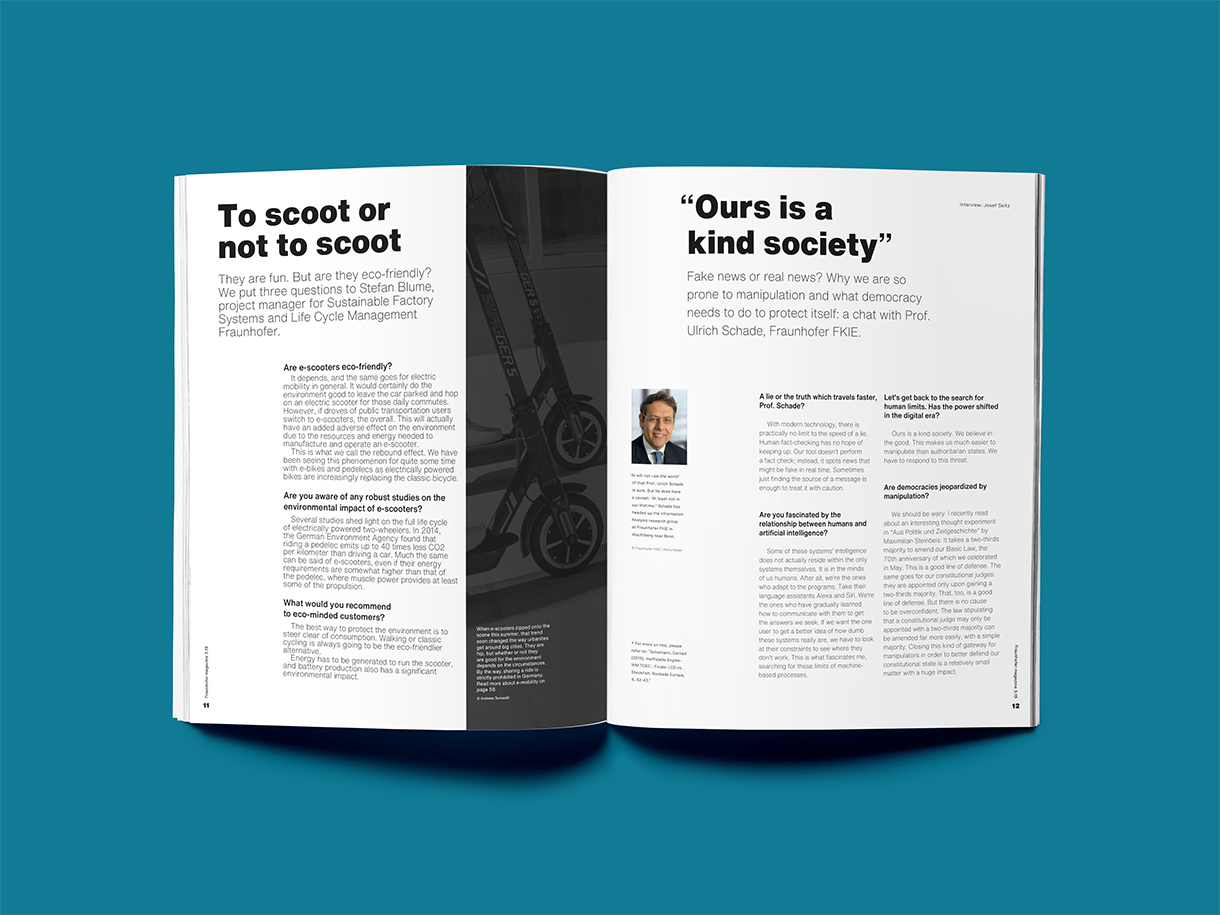 To scoot or
not to scoot
They are fun. But are they eco-friendly?
We put three questions to Stefan Blume,
project manager for Sustainable Factory
Systems and Life Cycle Management
Fraunhofer.
Are e-scooters eco-friendly?
It depends, and the same goes for electric
mobility in general. It would certainly do the
environment good to leave the car parked and hop
on an electric scooter for those daily commutes.
However, if droves of public transportation users
switch to e-scooters, the overall. This will actually
have an added adverse effect on the environment
due to the resources and energy needed to
manufacture and operate an e-scooter.
This is what we call the rebound effect. We have
been seeing this phenomenon for quite some time
with e-bikes and pedelecs as electrically powered
bikes are increasingly replacing the classic bicycle.
Are you aware of any robust studies on the
environmental impact of e-scooters?
Several studies shed light on the full life cycle
of electrically powered two-wheelers. In 2014,
the German Environment Agency found that
riding a pedelec emits up to 40 times less CO2
per kilometer than driving a car. Much the same
can be said of e-scooters, even if their energy
requirements are somewhat higher than that of
the pedelec, where muscle power provides at least
some of the propulsion.
What would you recommend
to eco-minded customers?
The best way to protect the environment is to
steer clear of consumption. Walking or classic
cycling is always going to be the eco-friendlier
alternative.
Energy has to be generated to run the scooter,
and battery production also has a significant
environmental impact.
Fraunhofer magazine 3.19
11
When e-scooters zipped onto the
scene this summer, that trend
soon changed the way urbanites
get around big cities. They are
hip, but whether or not they
are good for the environment
depends on the circumstances.
By the way, sharing a ride is
strictly prohibited in Germany.
Read more about e-mobility on
page 58
© Andreas
“Ours is a
kind society”
Interview: Josef Seitz
Fake news or real news? Why we are so
prone to manipulation and what democracy
needs to do to protect itself: a chat with Prof.
Ulrich Schade, Fraunhofer FKIE.
"AI will not rule the world",
of that Prof. Ulrich Schade
is sure. But he does have
a caveat: "At least not in
our lifetime." Schade has
headed up the Information
Analysis research group
at Fraunhofer FKIE in
Wachtberg near Bonn.
© Fraunhofer FKIE
* For more on this, please
refer to: "Schomann, Conrad
(2019).
WM TCEC - Finale: LC0 vs.
Stockfish, Rochade Europa,
4, 42-43."
A lie or the truth which travels faster,
Prof. Schade?
With modern technology, there is
practically no limit to the speed of a lie.
Human fact-checking has no hope of
keeping up. Our tool doesn't perform
a fact check; instead, it spots news that
might be fake in real time. Sometimes
just finding the source of a message is
enough to treat it with caution.
Are you fascinated by the
relationship between humans and
artificial intelligence?
Some of these systems' intelligence
does not actually reside within the only
systems themselves. It is in the minds
of us humans. After all, we're the ones
who adapt to the programs. Take their
language assistants Alexa and Siri. We're
the ones who have gradually learned
how to communicate with them to get
the answers we seek. If we want the one
user to get a better idea of how dumb
these systems really are, we have to look
at their constraints to see where they
don't work. This is what fascinates me,
searching for these limits of machine-
based processes.
Let's get back to the search for
human limits. Has the power shifted
in the digital era?
Ours is a kind society. We believe in
the good. This makes us much easier to
manipulate than authoritarian states. We
have to respond to this threat.
Are democracies jeopardized by
manipulation?
We should be wary. I recently read
about an interesting thought experiment
in "Aus Politik und Zeitgeschichte" by
Maximilian Steinbeis: It takes a two-thirds
majority to amend our Basic Law, the
70th anniversary of which we celebrated
in May. This is a good line of defense. The
same goes for our constitutional judges:
they are appointed only upon gaining a
two-thirds majority. That, too, is a good
line of defense. But there is no cause
to be overconfident. The law stipulating
that a constitutional judge may only be
appointed with a two-thirds majority can
be amended far more easily, with a simple
majority. Closing this kind of gateway for
manipulators in order to better defend our
constitutional state is a relatively small
matter with a huge impact.
Fraunhofer magazine 3.19
12